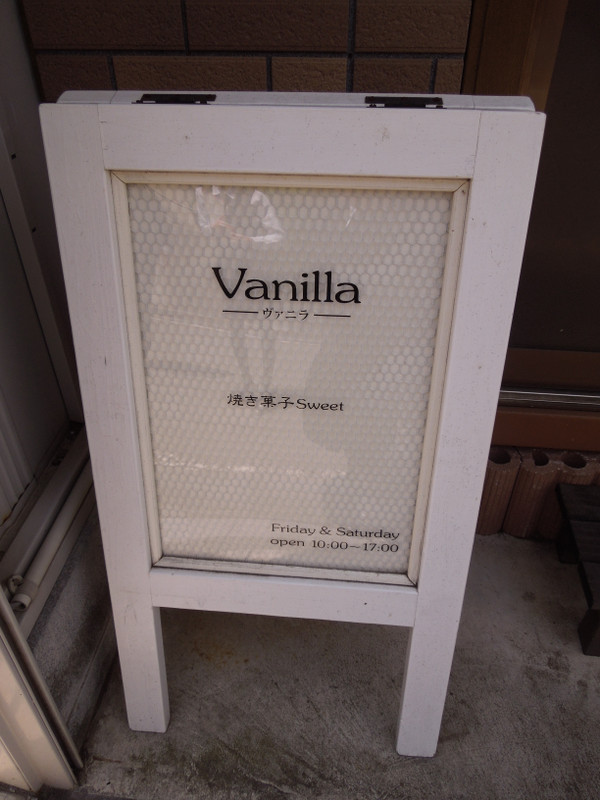 Vanilla
ヴァニラ
焼き菓子Sweet
Friday & Saturday
open 10:00~17:00